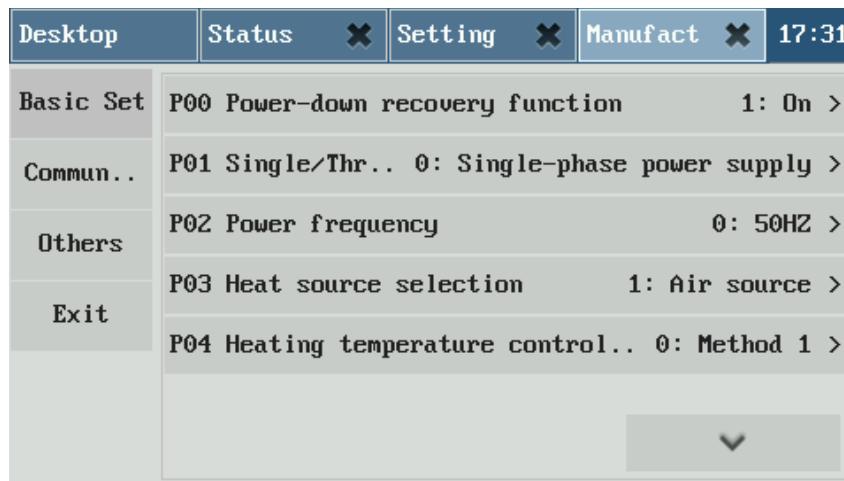 Desktop
Status
Setting
Manufact
17:31
Basic Set
Commun..
Others
Exit
P00 Power-down recovery function 1: On >
P01 Single/Thr.. 0: Single-phase power supply >
P02 Power frequency 0: 50HZ >
P03 Heat source selection 1: Air source >
P04 Heating temperature control.. 0: Method 1 >